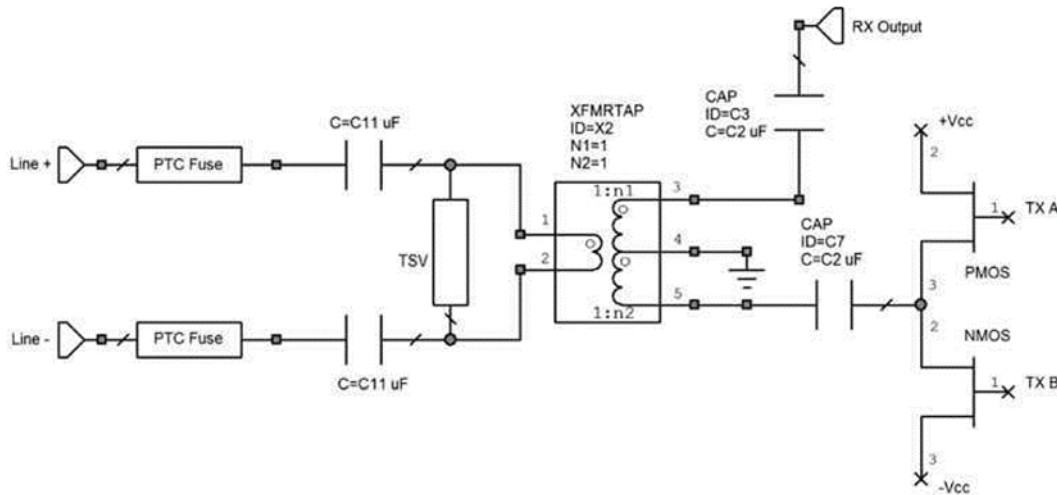 RX Output
CAP
ID=C3
C=C2 uF
XFMRTAP
ID=X2
N1=1
N2=1
C=C11 uF
+Vcc
2
Line +
PTC Fuse
1:n1
3
1
TX A
1
2
4
CAP
ID=C7
C=C2 uF
TSV
PMOS
3
5
1:n2
2
NMOS
Line -
PTC Fuse
C=C11 uF
1
TX B
3
-Vcc